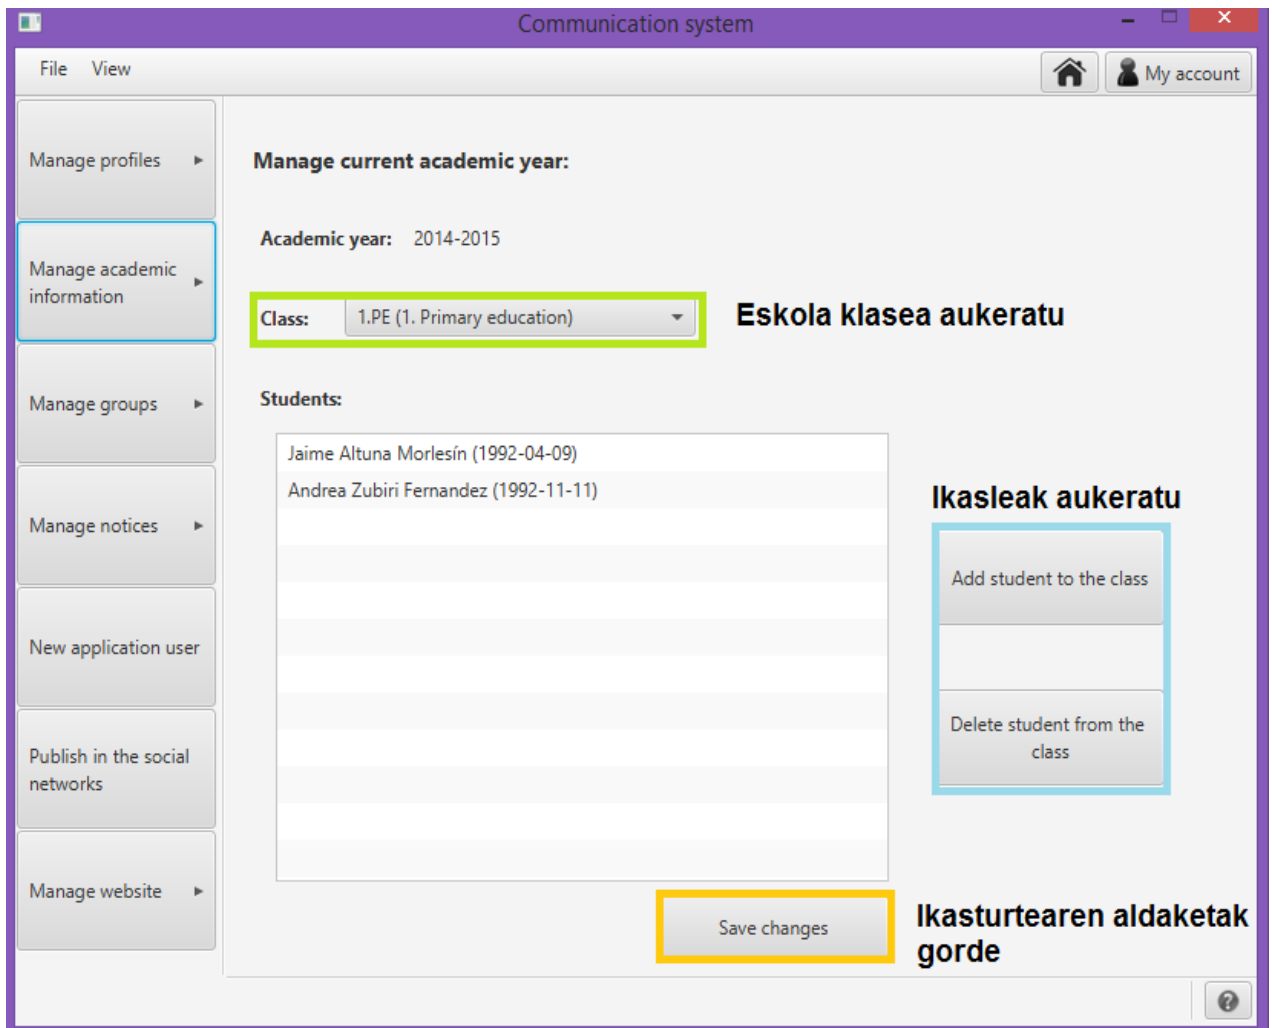 Communication system
File View
My account
Manage profiles
Manage academic
information
Manage groups
Manage notices
New application user
Publish in the social
networks
Manage website
Manage current academic year:
Academic year: 2014-2015
Class: 1.PE (1. Primary education)
Eskola klasea aukeratu
Students:
Jaime Altuna Morlesín (1992-04-09)
Andrea Zubiri Fernandez (1992-11-11)
Ikasleak aukeratu
Add student to the class
Delete student from the
class
Save changes
Ikasturtearen aldaketak
gorde